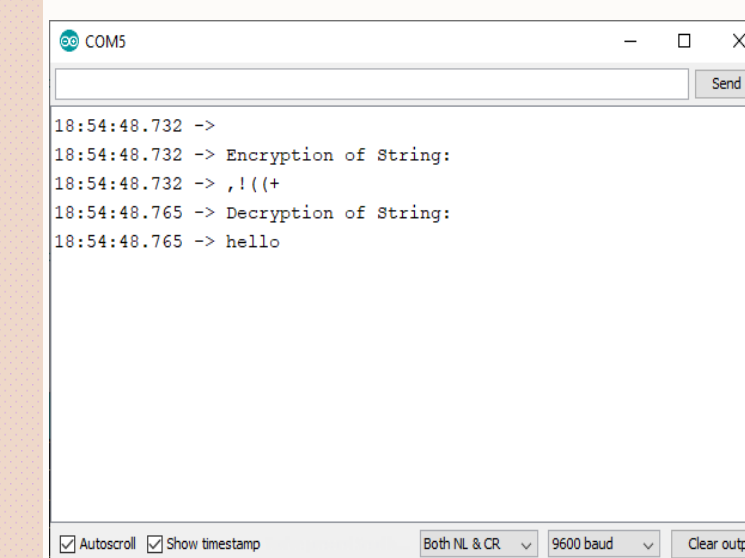 COM5
Send
18:54:48.732 ->
18:54:48.732 -> Encryption of String:
18:54:48.732 -> ,!((+
18:54:48.765 -> Decryption of String:
18:54:48.765 -> hello
Autoscroll Show timestamp Both NL & CR 9600 baud Clear outp